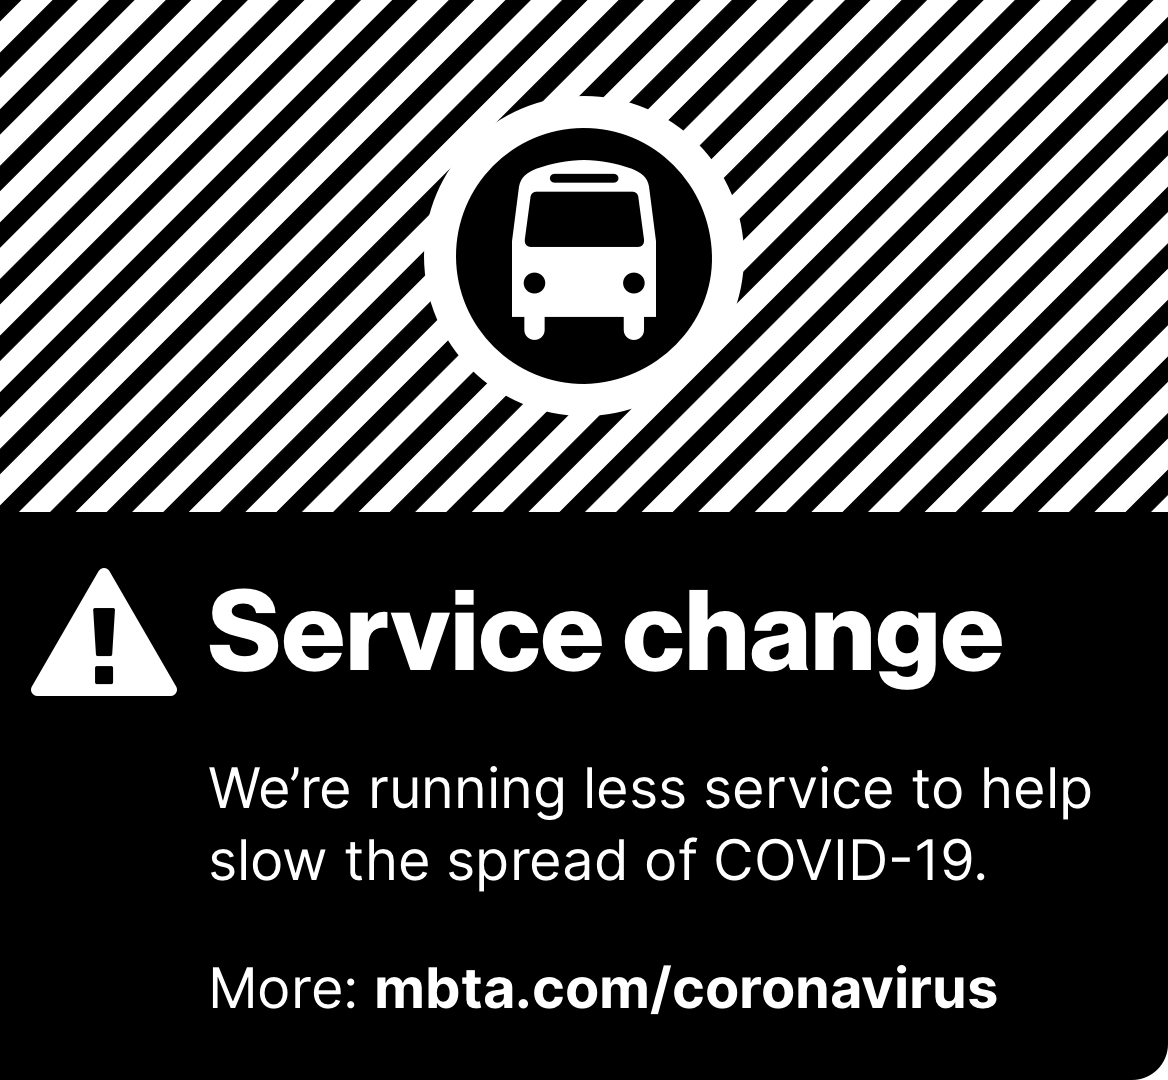 Service change
We’re running less service to help
slow the spread of COVID-19.
More: mbta.com/coronavirus